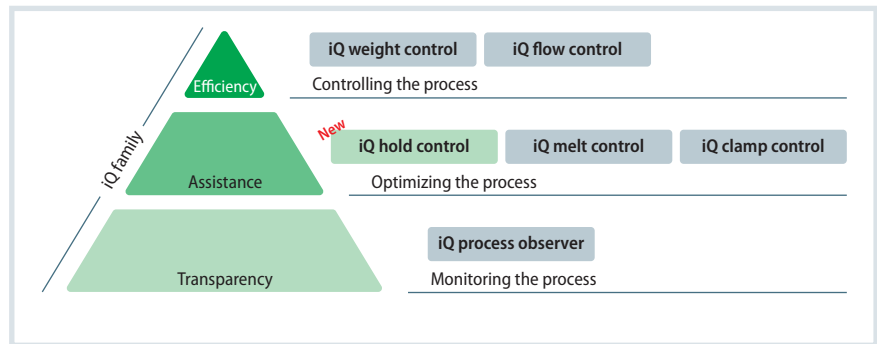 iQ family
Efficiency
iQ weight control
iQ flow control
Controlling the process
Assistance
New
iQ hold control
iQ melt control
iQ clamp control
Optimizing the process
Transparency
iQ process observer
Monitoring the process